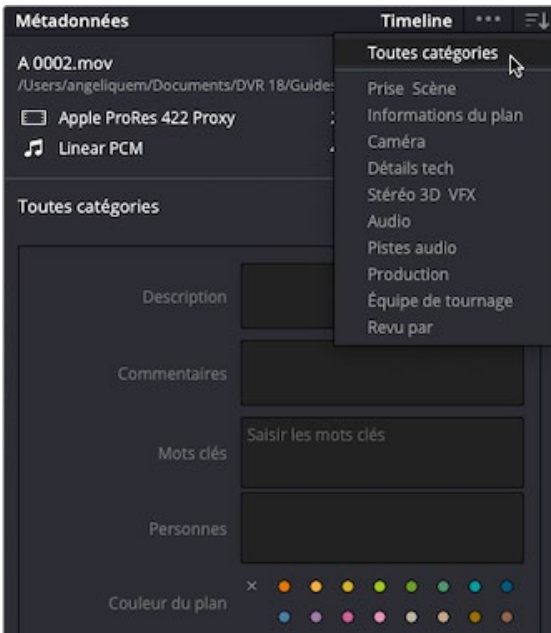 Métadonnées Timeline
Toutes catégories
A 0002.mov
/Users/angeliquem/Documents/DVR 18/Guide
Prise Scène
Apple ProRes 422 Proxy
Informations du plan
Caméra
Linear PCM
Détails tech
Stéréo 3D VFX
Toutes catégories
Audio
Pistes audio
Production
Équipe de tournage
Revu par
Description
Commentaires
Mots clés
Saisir les mots clés
Personnes
Couleur du plan